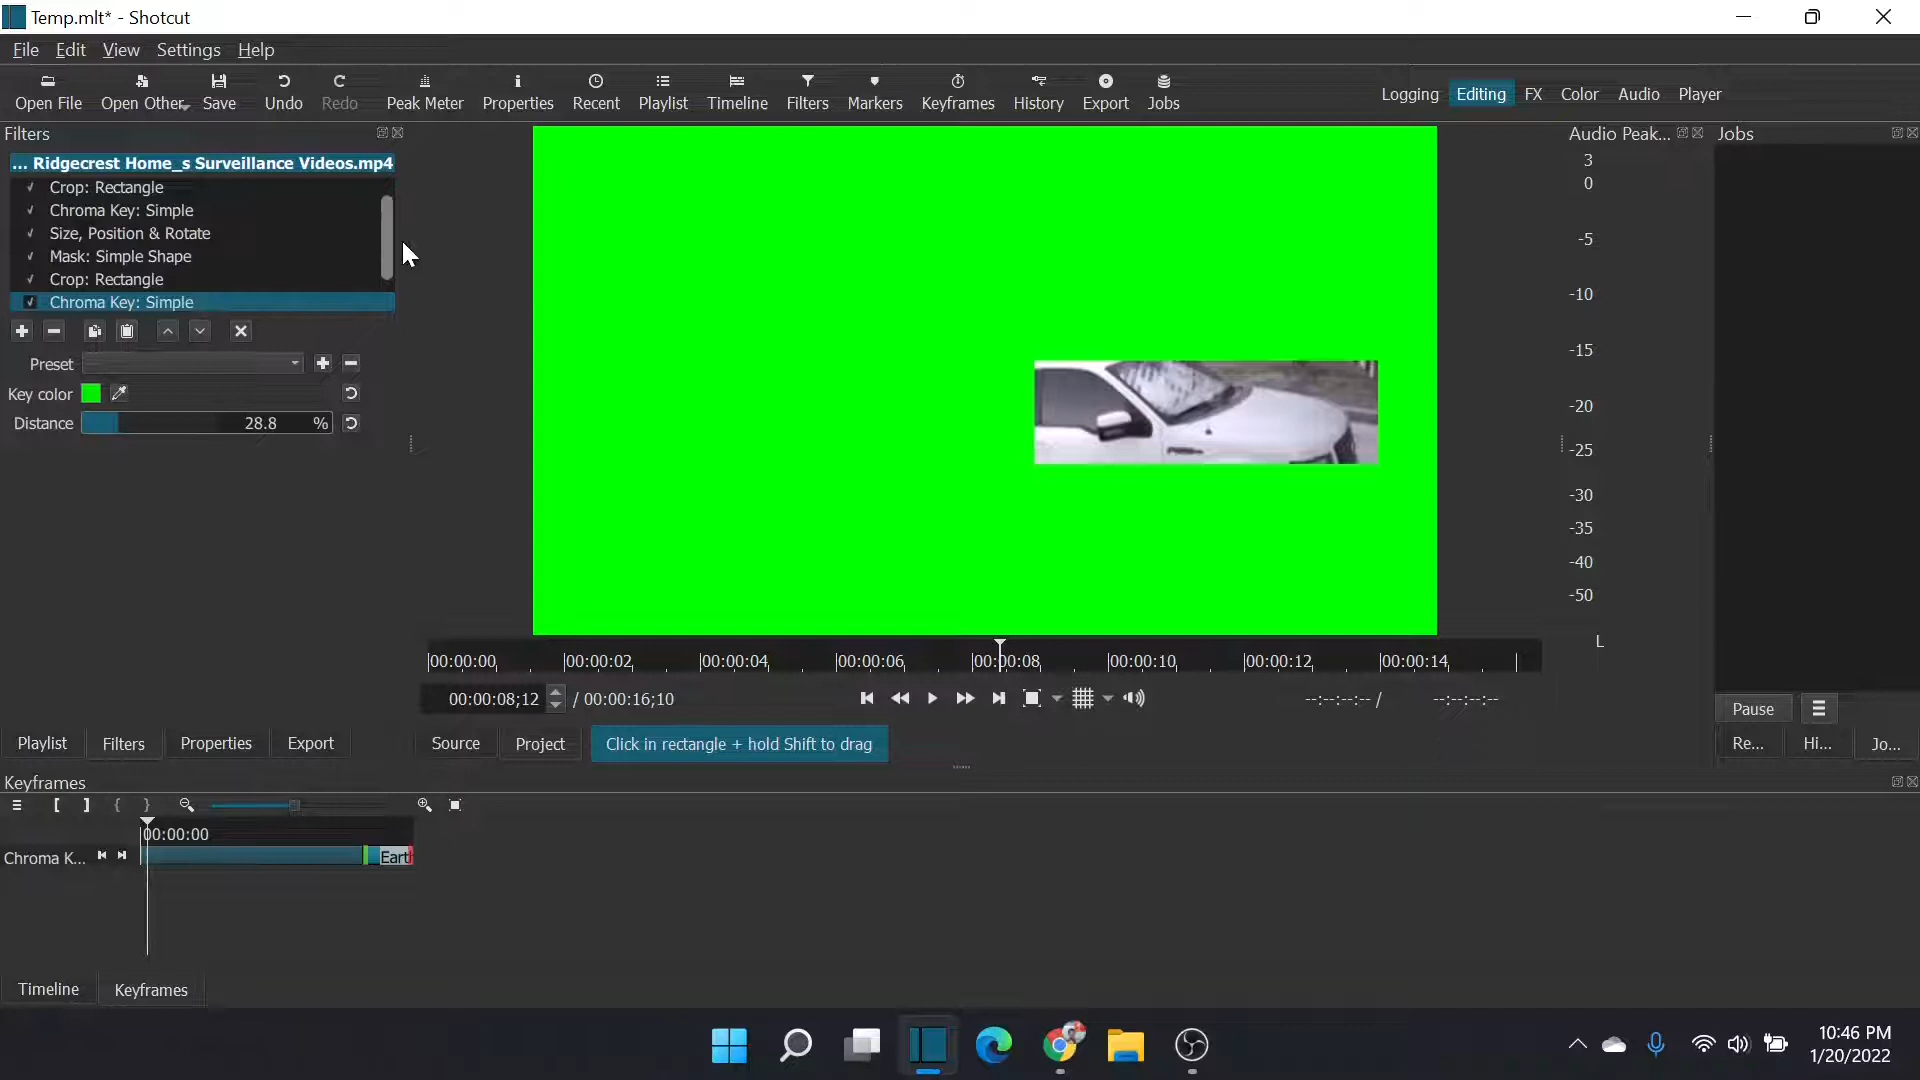 Temp.mlt* - Shotcut
File Edit View Settings Help
Open File Open Other Save Undo Redo Peak Meter Properties Recent Playlist Timeline Filters Markers Keyframes History Export Jobs
Logging Editing FX Color Audio Player
Filters
... Ridgecrest Home_s Surveillance Videos.mp4
Crop: Rectangle
Chroma Key: Simple
Size, Position & Rotate
Mask: Simple Shape
Crop: Rectangle
Chroma Key: Simple
Preset
Key color
Distance 28.8 %
Audio Peak...
3
0
-5
-10
-15
-20
-25
-30
-35
-40
-50
L
Jobs
00:00:00 00:00:02 00:00:04 00:00:06 00:00:08 00:00:10 00:00:12 00:00:14
00:00:08;12 / 00:00:16;10
--:--:--:-- / --:--:--:--
Pause
Playlist Filters Properties Export
Source Project Click in rectangle + hold Shift to drag
Re... Hi... Jo...
Keyframes
00:00:00
Chroma K... Eart
Timeline Keyframes
10:46 PM
1/20/2022